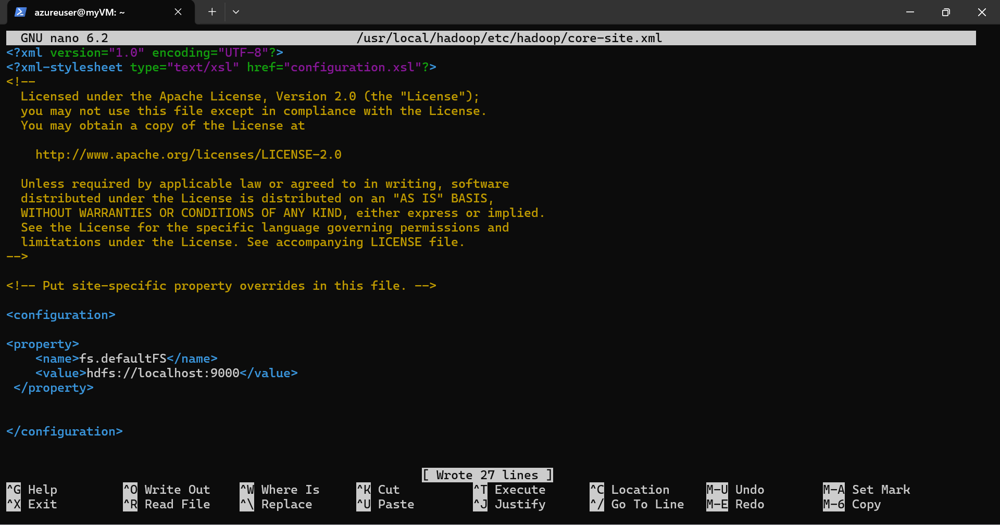 azureuser@myVM: ~
GNU nano 6.2 /usr/local/hadoop/etc/hadoop/core-site.xml
<?xml version="1.0" encoding="UTF-8"?>
<?xml-stylesheet type="text/xsl" href="configuration.xsl"?>
<!--
  Licensed under the Apache License, Version 2.0 (the "License");
  you may not use this file except in compliance with the License.
  You may obtain a copy of the License at

    http://www.apache.org/licenses/LICENSE-2.0

  Unless required by applicable law or agreed to in writing, software
  distributed under the License is distributed on an "AS IS" BASIS,
  WITHOUT WARRANTIES OR CONDITIONS OF ANY KIND, either express or implied.
  See the License for the specific language governing permissions and
  limitations under the License. See accompanying LICENSE file.
-->

<!-- Put site-specific property overrides in this file. -->

<configuration>

<property>
    <name>fs.defaultFS</name>
    <value>hdfs://localhost:9000</value>
 </property>


</configuration>

[ Wrote 27 lines ]
^G Help ^O Write Out ^W Where Is ^K Cut ^T Execute ^C Location M-U Undo M-A Set Mark
^X Exit ^R Read File ^\ Replace ^U Paste ^J Justify ^/ Go To Line M-E Redo M-6 Copy